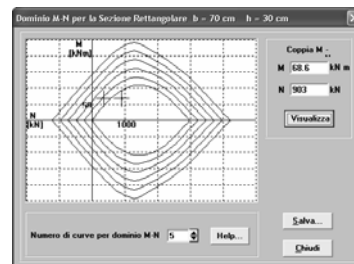 Dominio M-N per la Sezione Rettangolare b = 70 cm h = 30 cm
M
[kNm]
N
[kN]
1000
Coppia M -
M 68.6 kN m
N 903 kN
Visualizza
Numero di curve per dominio M-N 5 Help...
Salva...
Chiudi